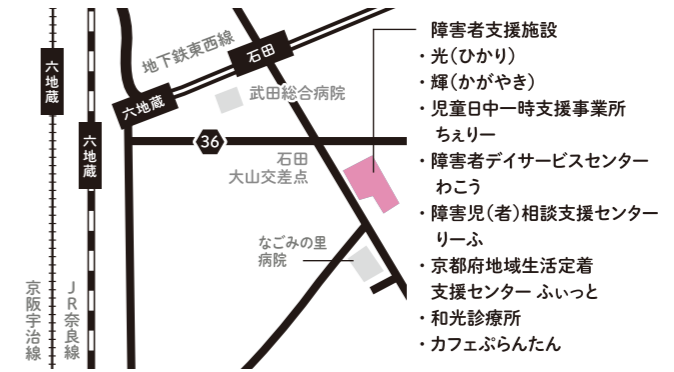 地下鉄東西線
石田
六地蔵
六地蔵
六地蔵
武田総合病院
36
石田
大山交差点
なごみの里
病院
京阪宇治線
JR奈良線
障害者支援施設
・光(ひかり)
・輝(かがやき)
・児童日中一時支援事業所
ちぇりー
・障害者デイサービスセンター
わこう
・障害児(者)相談支援センター
りーふ
・京都府地域生活定着
支援センター ふぃっと
・和光診療所
・カフェぷらんたん